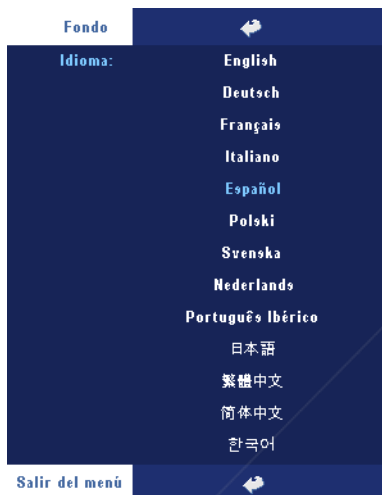 Fondo
Idioma: English
Deutsch
Français
Italiano
Español
Polski
Svenska
Nederlands
Português Ibérico
日本語
繁體中文
简体中文
한국어
Salir del menú